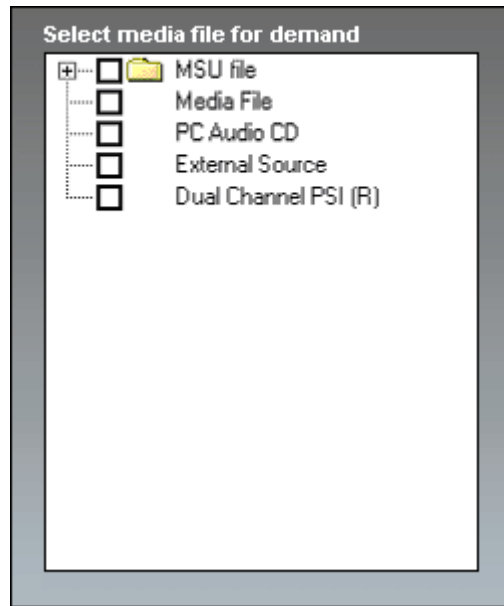 Select media file for demand
MSU file
Media File
PC Audio CD
External Source
Dual Channel PSI (R)